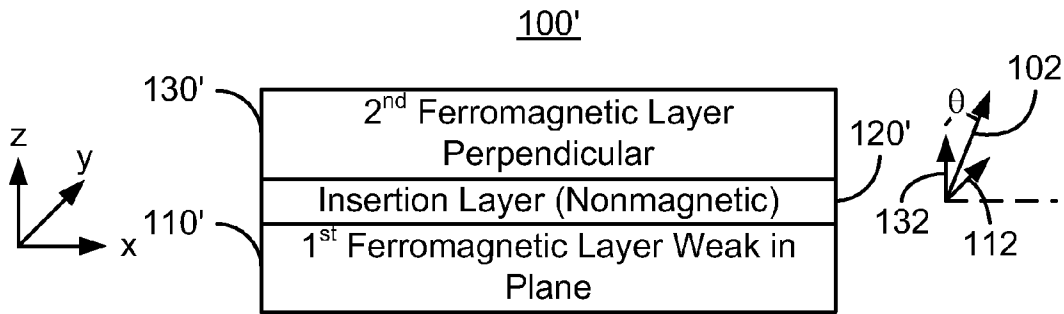 100'
130'
2nd Ferromagnetic Layer
Perpendicular
Insertion Layer (Nonmagnetic)
110'
1st Ferromagnetic Layer Weak in
Plane
120'
z
y
x
θ
102
132
112